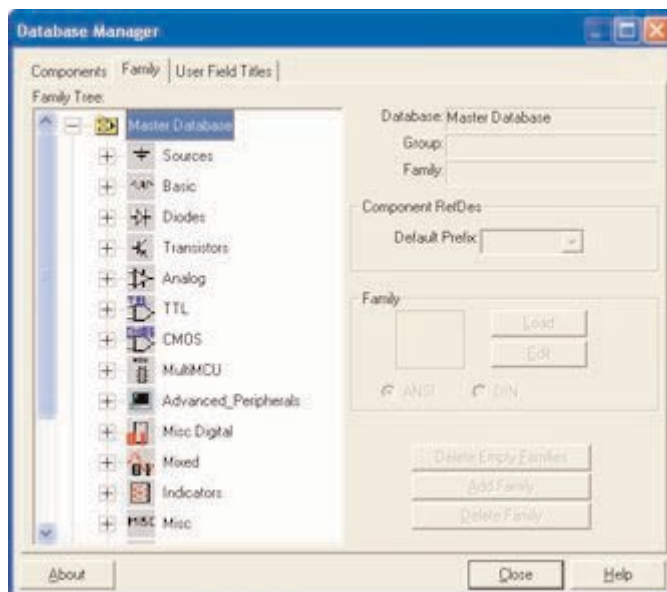 Database Manager
Components Family User Field Titles
Family Tree:
Master Database
Sources
Basic
Diodes
Transistors
Analog
TTL
CMOS
MultiMCU
Advanced_Peripherals
Misc Digital
Mixed
Indicators
MISC Misc
Database: Master Database
Group:
Family:
Component RefDes
Default Prefix:
Family
Load
Edit
ANSI DIN
Delete Empty Families
Add Family
Delete Family
About Close Help